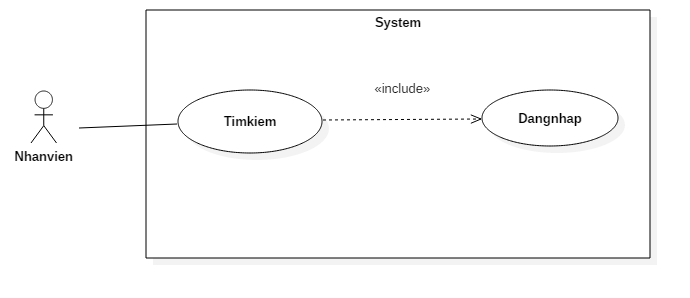 System
«include»
Timkiem
Dangnhap
Nhanvien